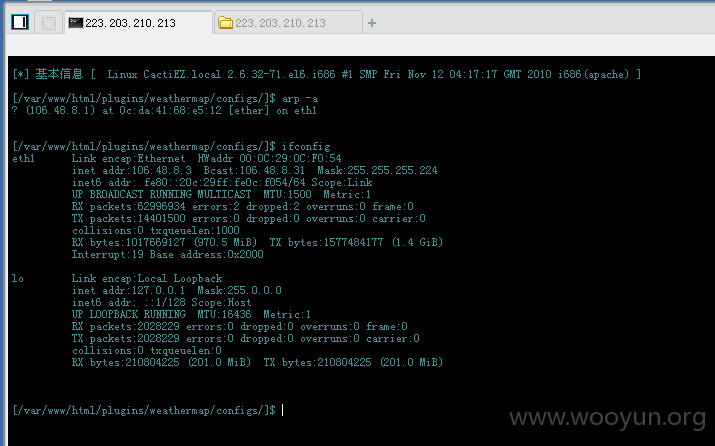 223.203.210.213
223.203.210.213
[*] 基本信息 [ Linux CactiEZ.local 2.6.32-71.el6.i686 #1 SMP Fri Nov 12 04:17:17 GMT 2010 i686(apache) ]
[/var/www/html/plugins/weathermap/configs/]$ arp -a
? (106.48.8.1) at 0c:da:41:68:e5:12 [ether] on eth1
[/var/www/html/plugins/weathermap/configs/]$ ifconfig
eth1 Link encap:Ethernet HWaddr 00:0C:29:0C:F0:54
inet addr:106.48.8.3 Bcast:106.48.8.31 Mask:255.255.255.224
inet6 addr: fe80::20c:29ff:fe0c:f054/64 Scope:Link
UP BROADCAST RUNNING MULTICAST MTU:1500 Metric:1
RX packets:62996934 errors:2 dropped:2 overruns:0 frame:0
TX packets:14401500 errors:0 dropped:0 overruns:0 carrier:0
collisions:0 txqueuelen:1000
RX bytes:1017669127 (970.5 MiB) TX bytes:1577484177 (1.4 GiB)
Interrupt:19 Base address:0x2000
lo Link encap:Local Loopback
inet addr:127.0.0.1 Mask:255.0.0.0
inet6 addr: ::1/128 Scope:Host
UP LOOPBACK RUNNING MTU:16436 Metric:1
RX packets:2028229 errors:0 dropped:0 overruns:0 frame:0
TX packets:2028229 errors:0 dropped:0 overruns:0 carrier:0
collisions:0 txqueuelen:0
RX bytes:210804225 (201.0 MiB) TX bytes:210804225 (201.0 MiB)
[/var/www/html/plugins/weathermap/configs/]$
www.wooyun.org